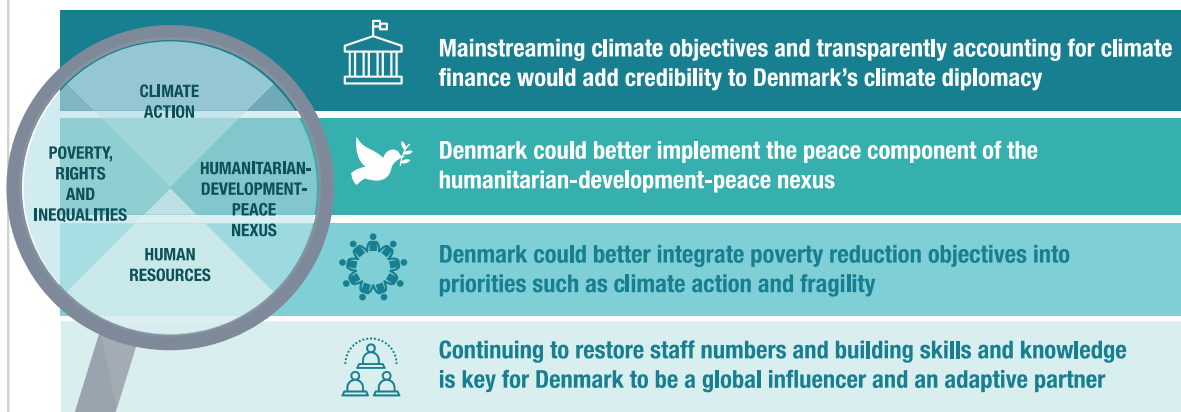 CLIMATE
ACTION
POVERTY,
RIGHTS
AND
INEQUALITIES
HUMANITARIAN-
DEVELOPMENT-
PEACE
NEXUS
HUMAN
RESOURCES
Mainstreaming climate objectives and transparently accounting for climate
finance would add credibility to Denmark's climate diplomacy
Denmark could better implement the peace component of the
humanitarian-development-peace nexus
Denmark could better integrate poverty reduction objectives into
priorities such as climate action and fragility
Continuing to restore staff numbers and building skills and knowledge
is key for Denmark to be a global influencer and an adaptive partner